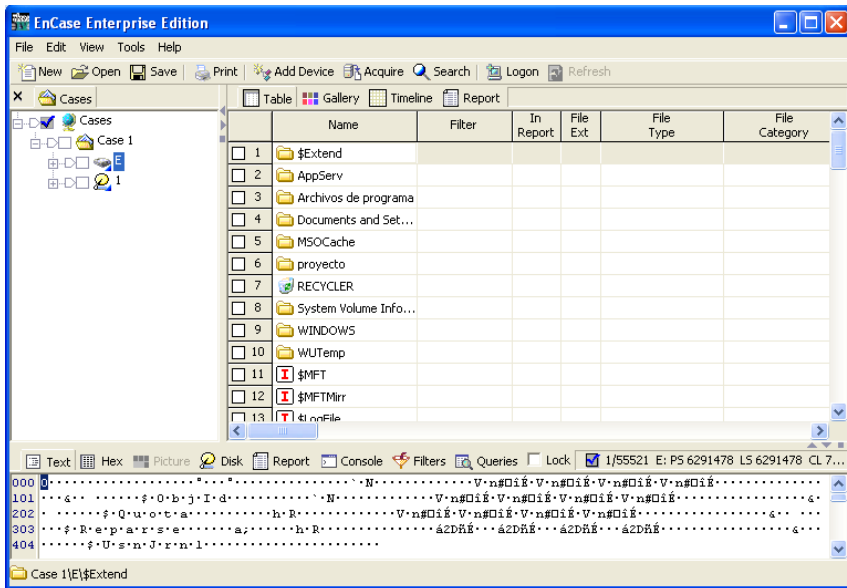 EnCase Enterprise Edition
File Edit View Tools Help
New Open Save Print Add Device Acquire Search Logon Refresh
Cases
Table Gallery Timeline Report
Cases
Case 1
E
1
Name Filter In Report File Ext File Type File Category
1 $Extend
2 AppServ
3 Archivos de programa
4 Documents and Set...
5 MSOCache
6 proyecto
7 RECYCLER
8 System Volume Info...
9 WINDOWS
10 WUTemp
11 $MFT
12 $MFTMirr
13 $LogFile
Text Hex Picture Disk Report Console Filters Queries Lock 1/55521 E: PS 6291478 LS 6291478 CL 7...
000
101 $·O·b·j·I·d
202 $·Q·u·o·t·a
303 $·R·e·p·a·r·s·e
404 $·U·s·n·J·r·n·l
Case 1\E\$Extend